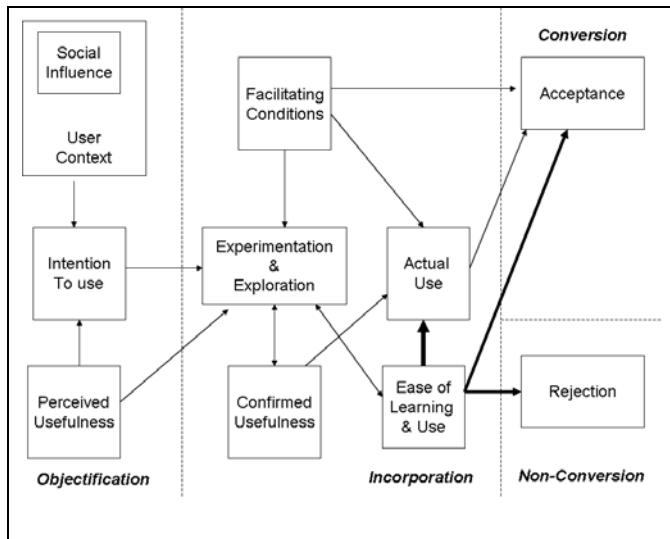 Social
Influence
User
Context
Intention
To use
Perceived
Usefulness
Objectification
Facilitating
Conditions
Experimentation
&
Exploration
Actual
Use
Confirmed
Usefulness
Ease of
Learning
& Use
Incorporation
Conversion
Acceptance
Rejection
Non-Conversion